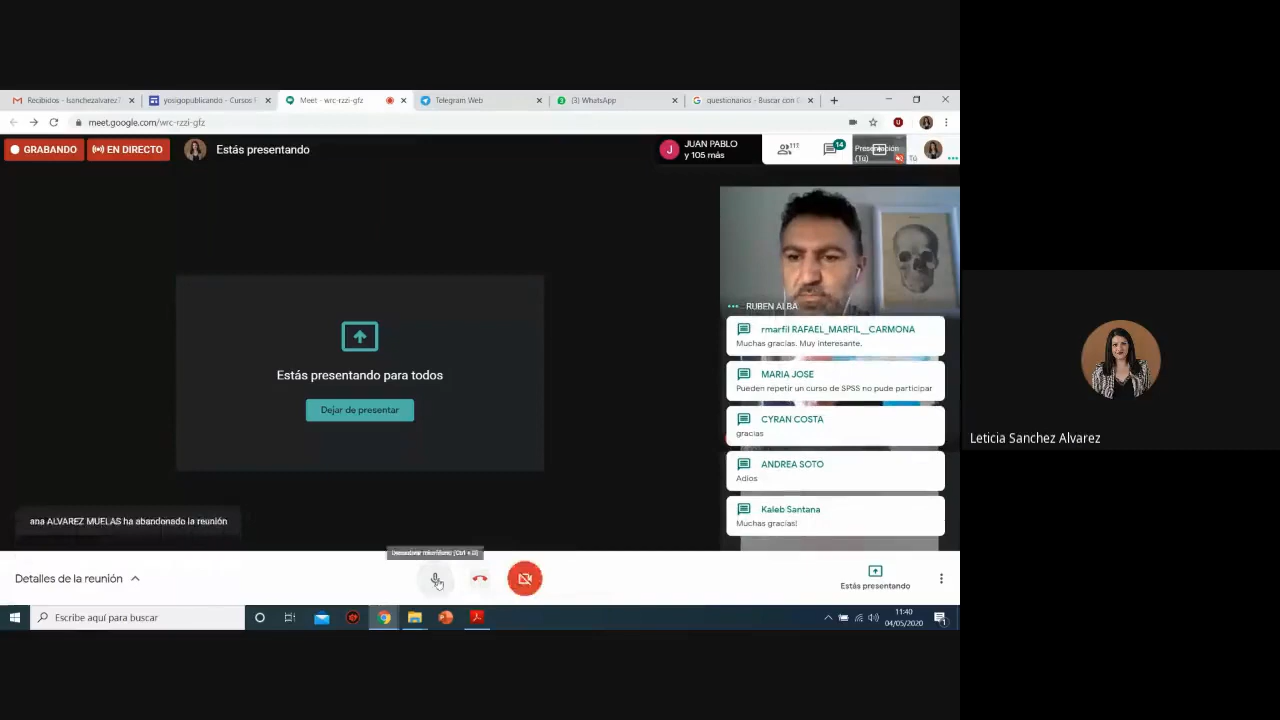 Recibidos - lsanchezalvarez7
yosigopublicando - Cursos
Meet - wrc-rzzi-gfz
Telegram Web
(3) WhatsApp
questionarios - Buscar con
meet.google.com/wrc-rzzi-gfz
GRABANDO
EN DIRECTO
Estás presentando
J
JUAN PABLO
y 105 más
14
Presentación
(Tú)
Tú
RUBEN ALBA
rmarfil RAFAEL_MARFIL__CARMONA
Muchas gracias. Muy interesante.
MARIA JOSE
Pueden repetir un curso de SPSS no pude participar
CYRAN COSTA
gracias
ANDREA SOTO
Adios
Kaleb Santana
Muchas gracias!
Estás presentando para todos
Dejar de presentar
ana ALVAREZ MUELAS ha abandonado la reunión
Detalles de la reunión
Estás presentando
Escribe aquí para buscar
11:40
04/05/2020
Leticia Sanchez Alvarez